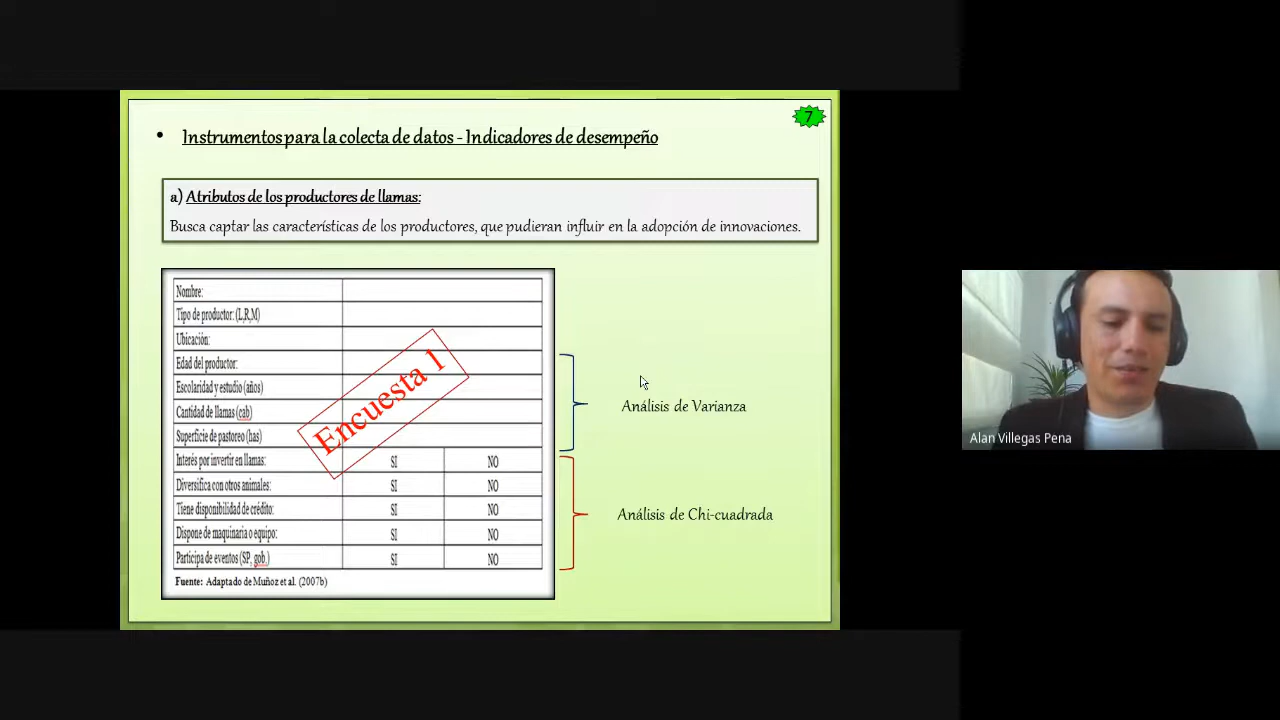 7
• Instrumentos para la colecta de datos - Indicadores de desempeño
a) Atributos de los productores de llamas:
Busca captar las características de los productores, que pudieran influir en la adopción de innovaciones.
Nombre:
Tipo de productor: (L,R,M)
Ubicación:
Edad del productor:
Escolaridad y estudio (años)
Cantidad de llamas (cab)
Superficie de pastoreo (has)
Interés por invertir en llamas: SI NO
Diversifica con otros animales: SI NO
Tiene disponibilidad de crédito: SI NO
Dispone de maquinaria o equipo: SI NO
Participa de eventos (SP, gob.) SI NO
Fuente: Adaptado de Muñoz et al. (2007b)
Encuesta 1
Análisis de Varianza
Análisis de Chi-cuadrada
Alan Villegas Pena